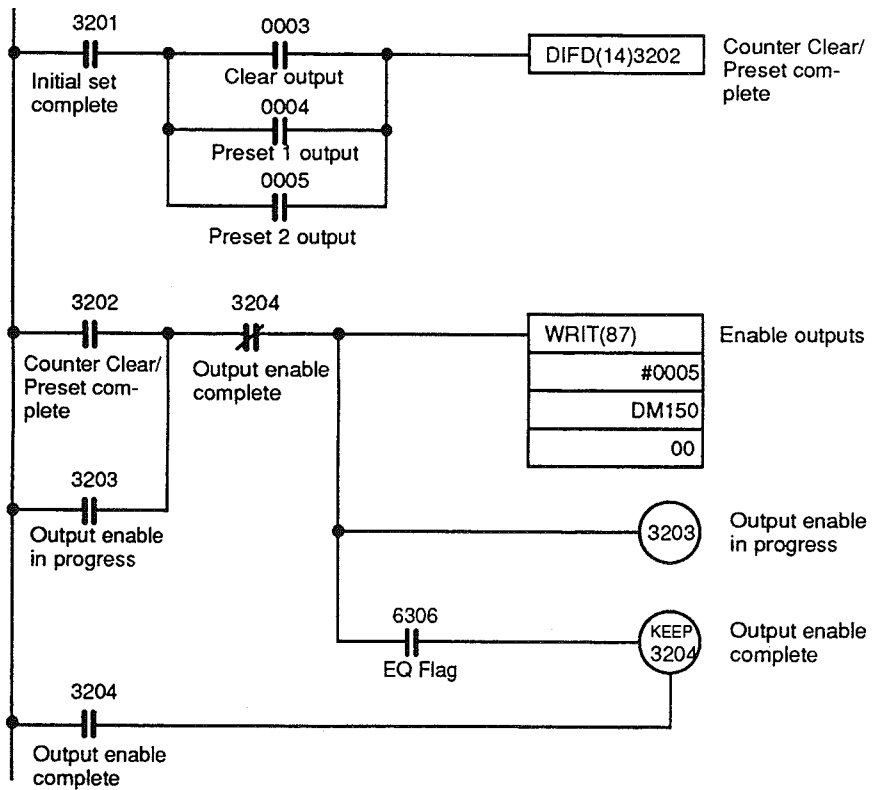 3201
Initial set
complete
0003
Clear output
0004
Preset 1 output
0005
Preset 2 output
DIFD(14)3202
Counter Clear/
Preset com-
plete
3202
Counter Clear/
Preset com-
plete
3204
Output enable
complete
WRIT(87)
#0005
DM150
00
Enable outputs
3203
Output enable
in progress
3203
Output enable
in progress
6306
EQ Flag
KEEP
3204
Output enable
complete
3204
Output enable
complete